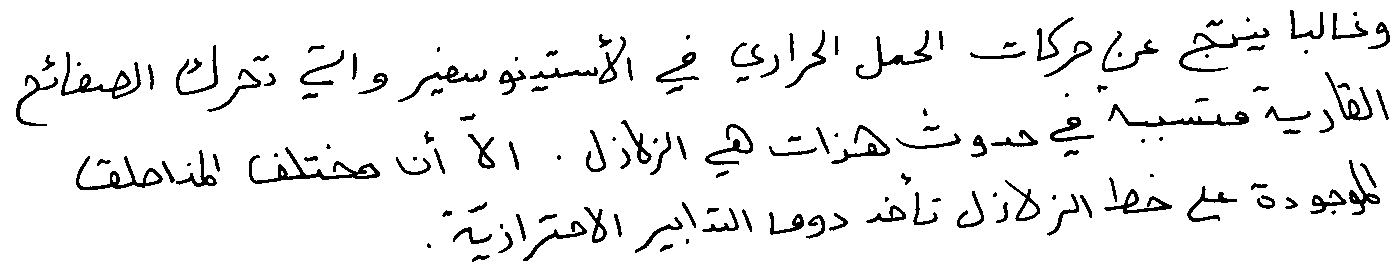 وغالبا ينتج عن حركات الحمل الحراري في الأستينوسفير والتي تحرك الصفائح
القارية متسببة في حدوث هزات هي الزلازل . الاّ أن مختلف المناطق
الموجودة على خط الزلازل تأخذ دوما التدابير الاحترازيّة .